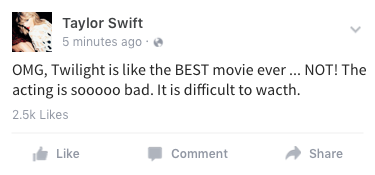 Taylor Swift
5 minutes ago ·
OMG, Twilight is like the BEST movie ever ... NOT! The
acting is sooooo bad. It is difficult to wacth.
2.5k Likes
Like Comment Share